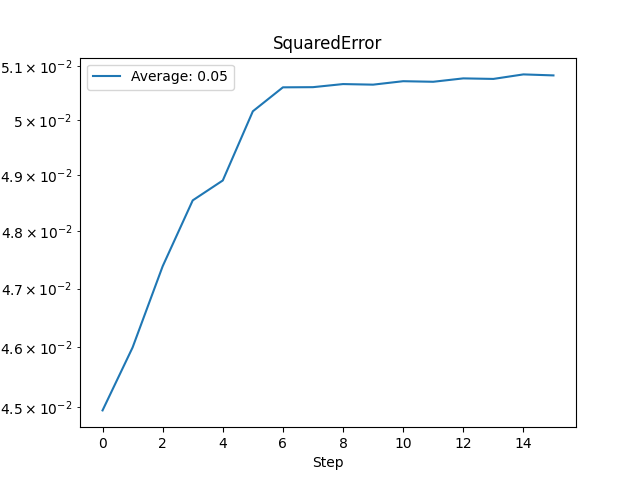 SquaredError
Average: 0.05
5.1 × 10⁻²
5 × 10⁻²
4.9 × 10⁻²
4.8 × 10⁻²
4.7 × 10⁻²
4.6 × 10⁻²
4.5 × 10⁻²
0 2 4 6 8 10 12 14
Step